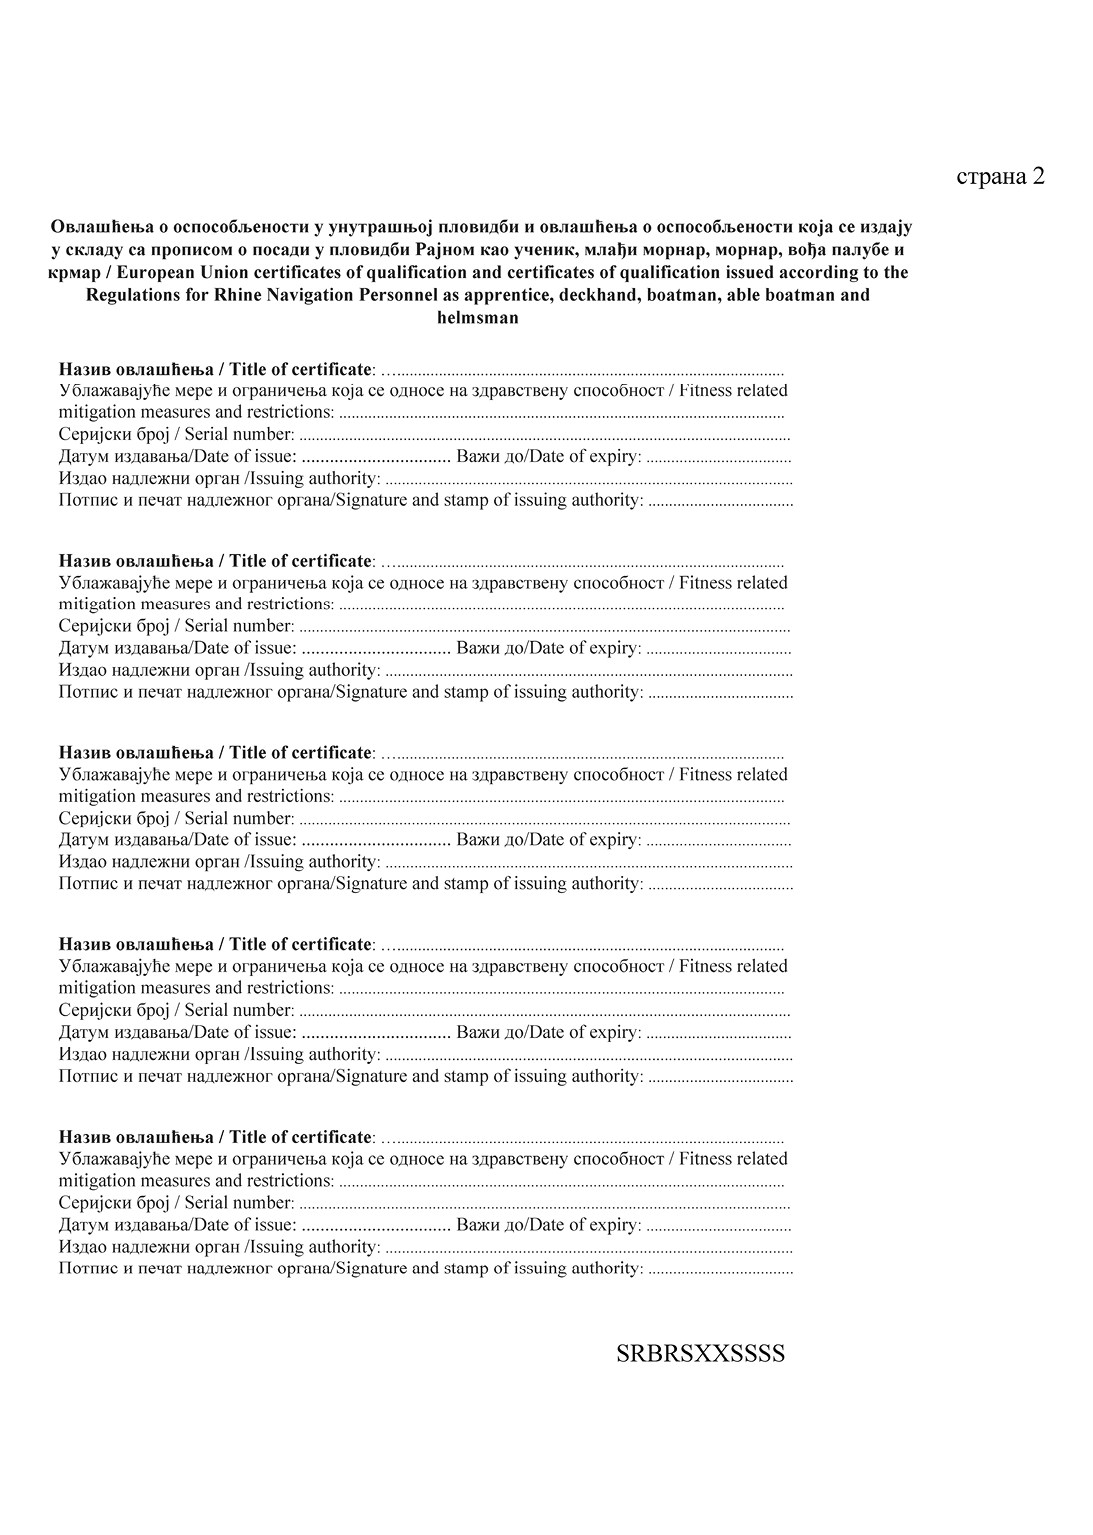 страна 2
Овлашћења о оспособљености у унутрашњој пловидби и овлашћења о оспособљености која се издају
у складу са прописом о посади у пловидби Рајном као ученик, млађи морнар, морнар, вођа палубе и
крмар / European Union certificates of qualification and certificates of qualification issued according to the
Regulations for Rhine Navigation Personnel as apprentice, deckhand, boatman, able boatman and
helmsman
Назив овлашћења / Title of certificate: ….............................................................................................
Ублажавајуће мере и ограничења која се односе на здравствену способност / Fitness related
mitigation measures and restrictions: ............................................................................................................
Серијски број / Serial number: .......................................................................................................................
Датум издавања/Date of issue: ................................ Важи до/Date of expiry: ...................................
Издао надлежни орган /Issuing authority: ...................................................................................................
Потпис и печат надлежног органа/Signature and stamp of issuing authority: ...................................
Назив овлашћења / Title of certificate: ….............................................................................................
Ублажавајуће мере и ограничења која се односе на здравствену способност / Fitness related
mitigation measures and restrictions: ............................................................................................................
Серијски број / Serial number: .......................................................................................................................
Датум издавања/Date of issue: ................................ Важи до/Date of expiry: ...................................
Издао надлежни орган /Issuing authority: ...................................................................................................
Потпис и печат надлежног органа/Signature and stamp of issuing authority: ...................................
Назив овлашћења / Title of certificate: ….............................................................................................
Ублажавајуће мере и ограничења која се односе на здравствену способност / Fitness related
mitigation measures and restrictions: ............................................................................................................
Серијски број / Serial number: .......................................................................................................................
Датум издавања/Date of issue: ................................ Важи до/Date of expiry: ...................................
Издао надлежни орган /Issuing authority: ...................................................................................................
Потпис и печат надлежног органа/Signature and stamp of issuing authority: ...................................
Назив овлашћења / Title of certificate: ….............................................................................................
Ублажавајуће мере и ограничења која се односе на здравствену способност / Fitness related
mitigation measures and restrictions: ............................................................................................................
Серијски број / Serial number: .......................................................................................................................
Датум издавања/Date of issue: ................................ Важи до/Date of expiry: ...................................
Издао надлежни орган /Issuing authority: ...................................................................................................
Потпис и печат надлежног органа/Signature and stamp of issuing authority: ...................................
Назив овлашћења / Title of certificate: ….............................................................................................
Ублажавајуће мере и ограничења која се односе на здравствену способност / Fitness related
mitigation measures and restrictions: ............................................................................................................
Серијски број / Serial number: .......................................................................................................................
Датум издавања/Date of issue: ................................ Важи до/Date of expiry: ...................................
Издао надлежни орган /Issuing authority: ...................................................................................................
Потпис и печат надлежног органа/Signature and stamp of issuing authority: ...................................
SRBRSXXSSSS